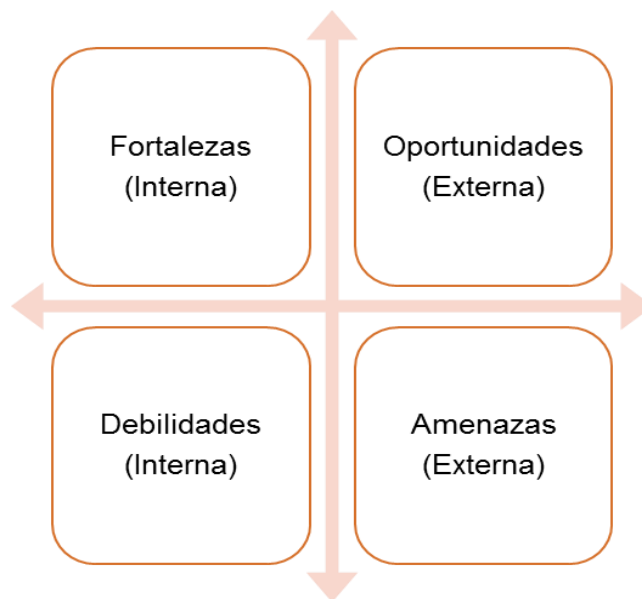 Fortalezas
(Interna)
Oportunidades
(Externa)
Debilidades
(Interna)
Amenazas
(Externa)